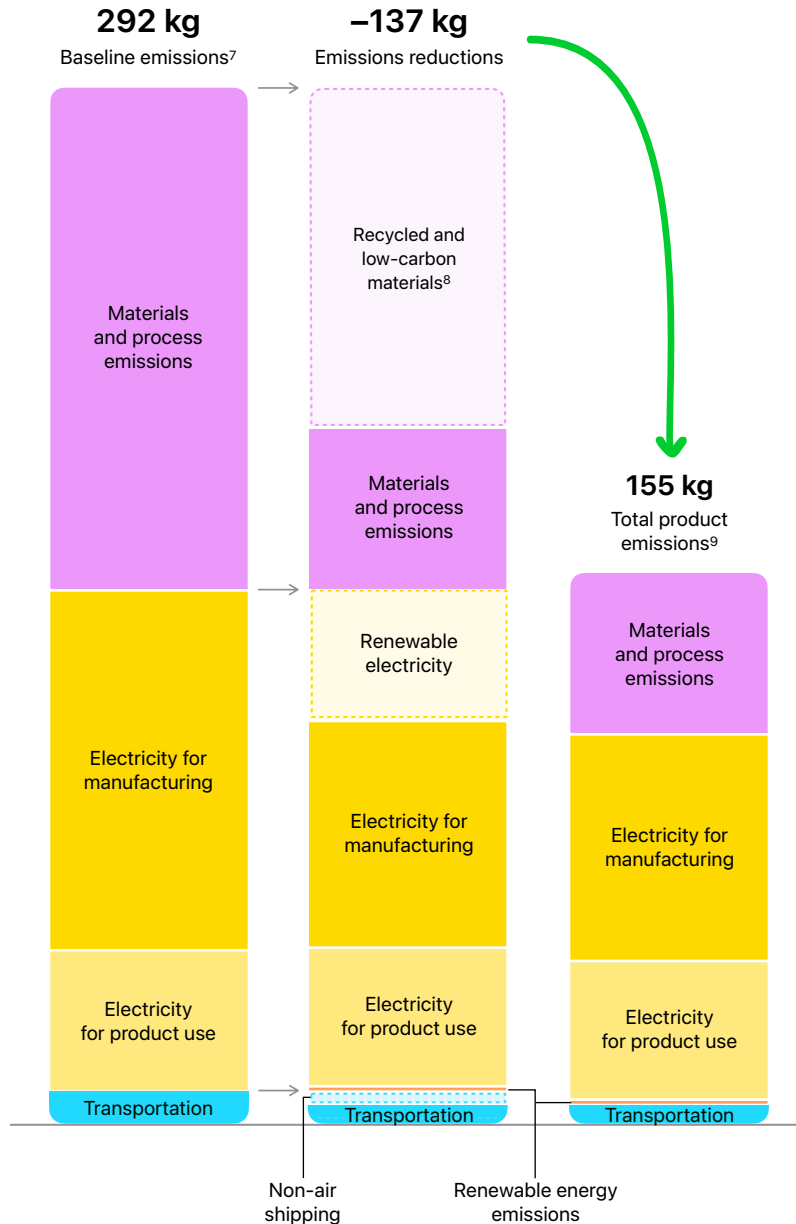 292 kg
Baseline emissions⁷
Materials
and process
emissions
Electricity for
manufacturing
Electricity
for product use
Transportation
–137 kg
Emissions reductions
Recycled and
low-carbon
materials⁸
Materials
and process
emissions
Renewable
electricity
Electricity for
manufacturing
Electricity
for product use
Transportation
Non-air
shipping
Renewable energy
emissions
155 kg
Total product
emissions⁹
Materials
and process
emissions
Electricity for
manufacturing
Electricity
for product use
Transportation